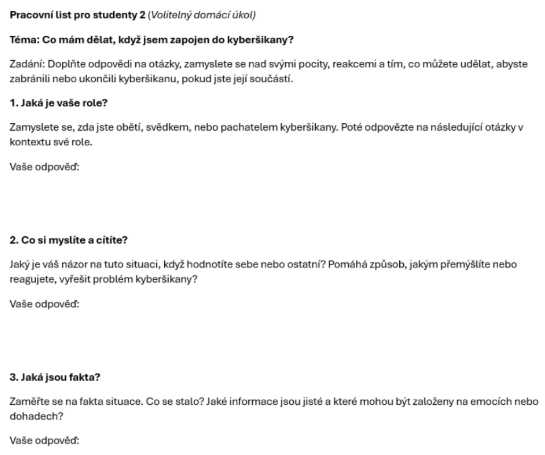 Pracovní list pro studenty 2 (Volitelný domácí úkol)
Téma: Co mám dělat, když jsem zapojen do kyberšikany?
Zadání: Doplňte odpovědi na otázky, zamyslete se nad svými pocity, reakcemi a tím, co můžete udělat, abyste
zabránili nebo ukončili kyberšikanu, pokud jste její součástí.
1. Jaká je vaše role?
Zamyslete se, zda jste obětí, svědkem, nebo pachatelem kyberšikany. Poté odpovězte na následující otázky v
kontextu své role.
Vaše odpověď:
2. Co si myslíte a cítíte?
Jaký je váš názor na tuto situaci, když hodnotíte sebe nebo ostatní? Pomáhá způsob, jakým přemýšlíte nebo
reagujete, vyřešit problém kyberšikany?
Vaše odpověď:
3. Jaká jsou fakta?
Zaměřte se na fakta situace. Co se stalo? Jaké informace jsou jisté a které mohou být založeny na emocích nebo
dohadech?
Vaše odpověď: